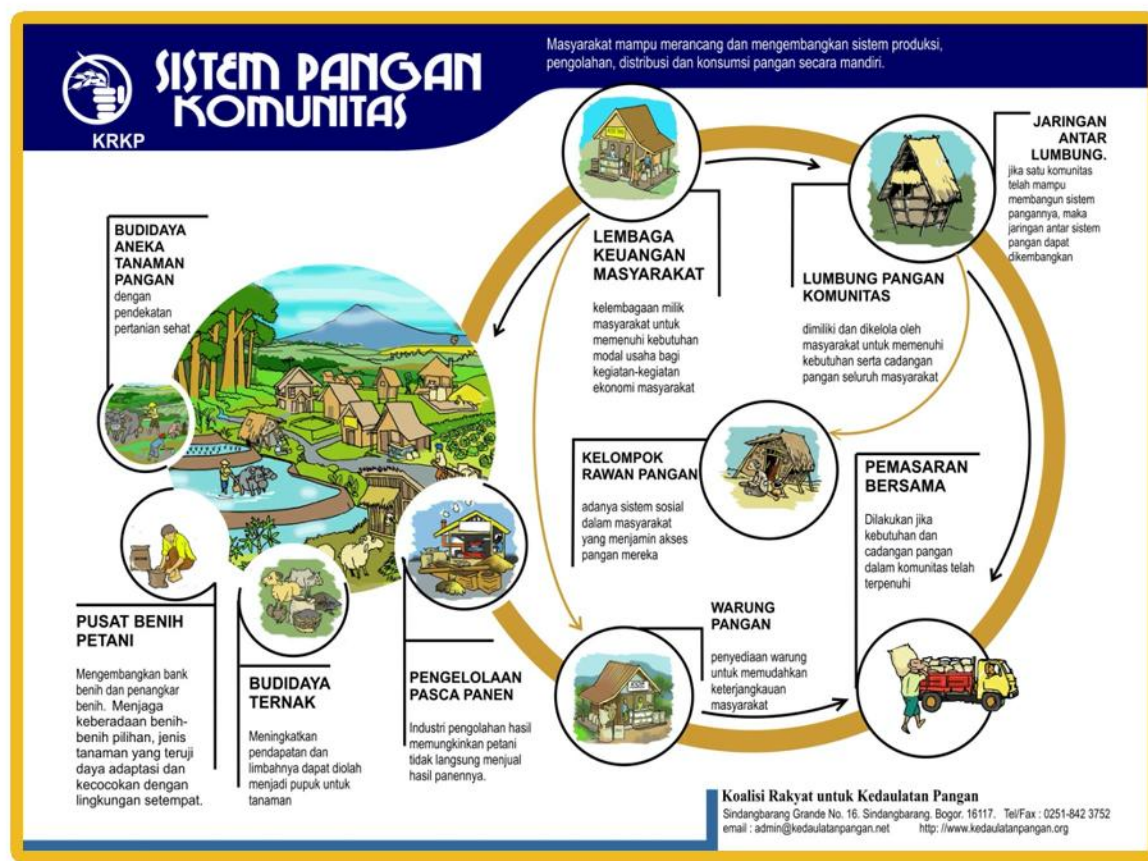 SISTEM PANGAN
KOMUNITAS
KRKP
Masyarakat mampu merancang dan mengembangkan sistem produksi,
pengolahan, distribusi dan konsumsi pangan secara mandiri.
BUDIDAYA
ANEKA
TANAMAN
PANGAN
dengan
pendekatan
pertanian sehat
LEMBAGA
KEUANGAN
MASYARAKAT
kelembagaan milik
masyarakat untuk
memenuhi kebutuhan
modal usaha bagi
kegiatan-kegiatan
ekonomi masyarakat
LUMBUNG PANGAN
KOMUNITAS
dimiliki dan dikelola oleh
masyarakat untuk memenuhi
kebutuhan serta cadangan
pangan seluruh masyarakat
JARINGAN
ANTAR
LUMBUNG.
jika satu komunitas
telah mampu
membangun sistem
pangannya, maka
jaringan antar sistem
pangan dapat
dikembangkan
KELOMPOK
RAWAN PANGAN
adanya sistem sosial
dalam masyarakat
yang menjamin akses
pangan mereka
PEMASARAN
BERSAMA
Dilakukan jika
kebutuhan dan
cadangan pangan
dalam komunitas telah
terpenuhi
PUSAT BENIH
PETANI
Mengembangkan bank
benih dan penangkar
benih. Menjaga
keberadaan benih-
benih pilihan, jenis
tanaman yang teruji
daya adaptasi dan
kecocokan dengan
lingkungan setempat.
BUDIDAYA
TERNAK
Meningkatkan
pendapatan dan
limbahnya dapat diolah
menjadi pupuk untuk
tanaman
PENGELOLAAN
PASCA PANEN
Industri pengolahan hasil
memungkinkan petani
tidak langsung menjual
hasil panennya.
WARUNG
PANGAN
penyediaan warung
untuk memudahkan
keterjangkauan
masyarakat
Koalisi Rakyat untuk Kedaulatan Pangan
Sindangbarang Grande No. 16. Sindangbarang. Bogor. 16117. Tel/Fax : 0251-842 3752
email : admin@kedaulatanpangan.net http: //www.kedaulatanpangan.org